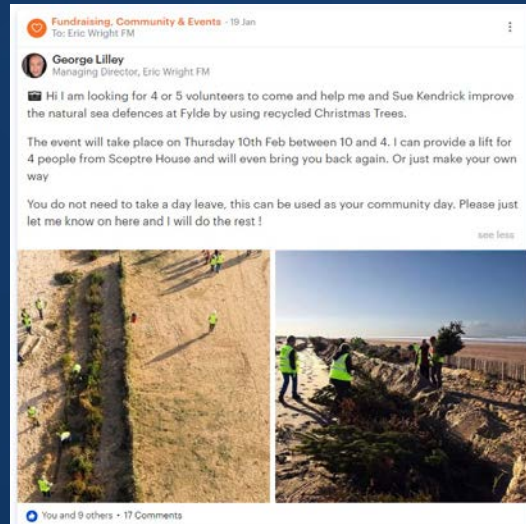 Fundraising, Community & Events - 19 Jan
To: Eric Wright FM
George Lilley
Managing Director, Eric Wright FM
📷 Hi I am looking for 4 or 5 volunteers to come and help me and Sue Kendrick improve
the natural sea defences at Fylde by using recycled Christmas Trees.
The event will take place on Thursday 10th Feb between 10 and 4. I can provide a lift for
4 people from Sceptre House and will even bring you back again. Or just make your own
way
You do not need to take a day leave, this can be used as your community day. Please just
let me know on here and I will do the rest !
see less
You and 9 others • 17 Comments